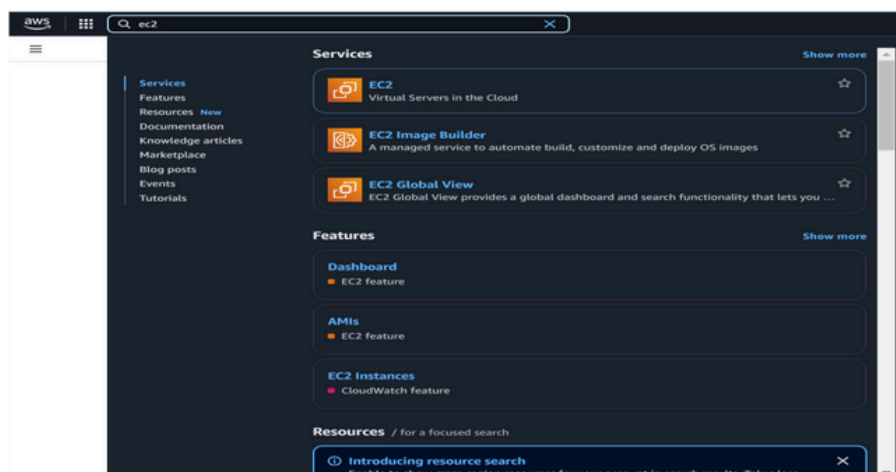 aws
ec2
Services
Show more
Services
Features
Resources New
Documentation
Knowledge articles
Marketplace
Blog posts
Events
Tutorials
EC2
Virtual Servers in the Cloud
EC2 Image Builder
A managed service to automate build, customize and deploy OS images
EC2 Global View
EC2 Global View provides a global dashboard and search functionality that lets you ...
Features
Show more
Dashboard
EC2 feature
AMIs
EC2 feature
EC2 Instances
CloudWatch feature
Resources / for a focused search
Introducing resource search